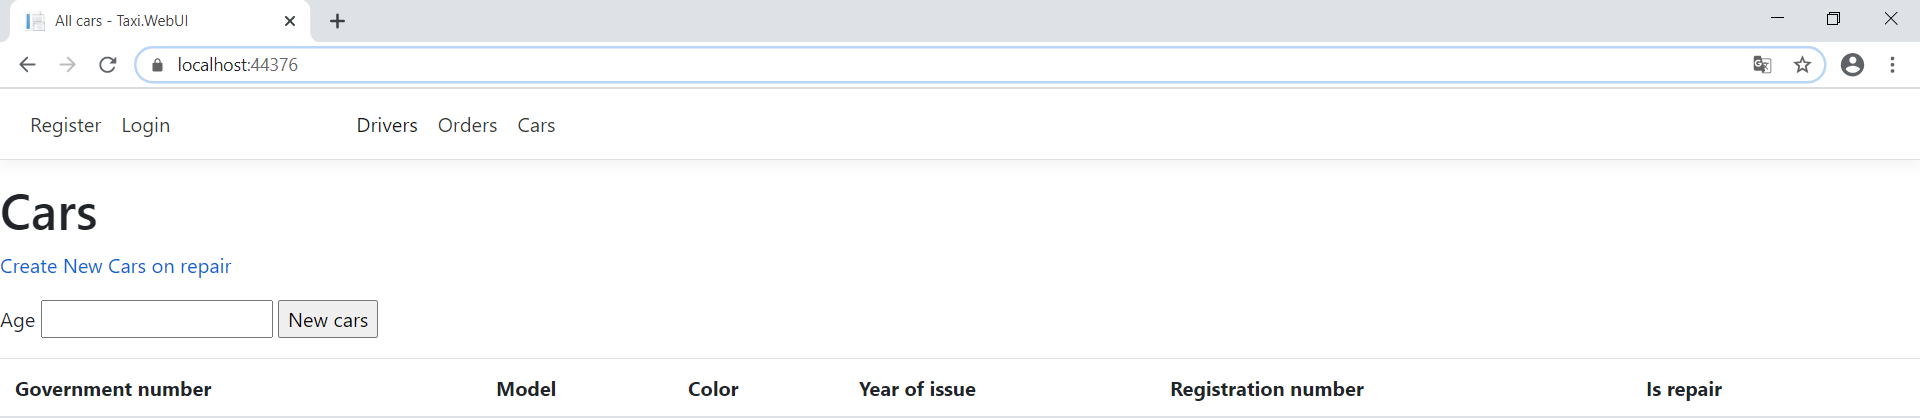 All cars - Taxi.WebUI
localhost:44376
Register Login Drivers Orders Cars
Cars
Create New Cars on repair
Age New cars
Government number Model Color Year of issue Registration number Is repair